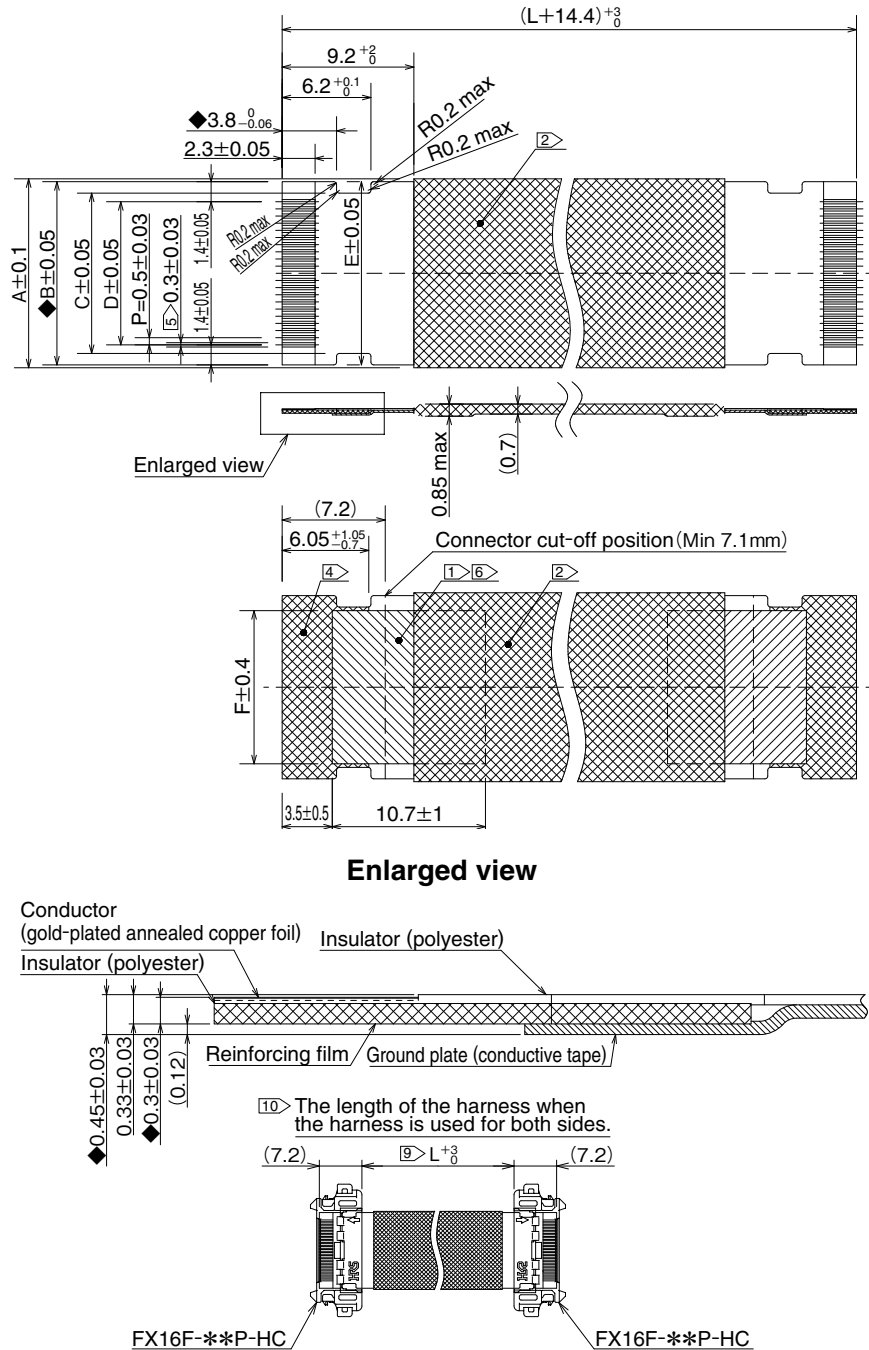 (L+14.4) +3 0
9.2 +2 0
6.2 +0.1 0
◆3.8 0 -0.06
2.3±0.05
R0.2 max
R0.2 max
2
A±0.1
◆B±0.05
C±0.05
D±0.05
P=0.5±0.03
5 0.3±0.03
1.4±0.05
1.4±0.05
R0.2 max
R0.2 max
E±0.05
Enlarged view
0.85 max
(0.7)
(7.2)
6.05 +1.05 -0.7
Connector cut-off position(Min 7.1mm)
4
1 6
2
F±0.4
3.5±0.5
10.7±1
Enlarged view
Conductor
(gold-plated annealed copper foil)
Insulator (polyester)
Insulator (polyester)
Reinforcing film
Ground plate (conductive tape)
◆0.45±0.03
0.33±0.03
◆0.3±0.03
(0.12)
10 The length of the harness when
the harness is used for both sides.
(7.2)
9 L +3 0
(7.2)
HRS
HRS
FX16F-**P-HC
FX16F-**P-HC